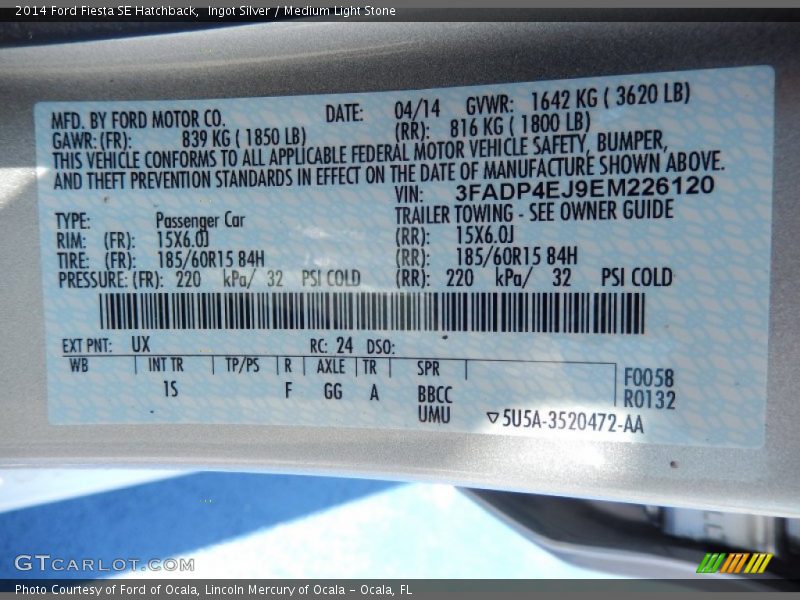 2014 Ford Fiesta SE Hatchback,  Ingot Silver / Medium Light Stone
MFD. BY FORD MOTOR CO. DATE: 04/14 GVWR: 1642 KG ( 3620 LB)
GAWR: (FR): 839 KG ( 1850 LB) (RR): 816 KG ( 1800 LB)
THIS VEHICLE CONFORMS TO ALL APPLICABLE FEDERAL MOTOR VEHICLE SAFETY, BUMPER,
AND THEFT PREVENTION STANDARDS IN EFFECT ON THE DATE OF MANUFACTURE SHOWN ABOVE.
VIN: 3FADP4EJ9EM226120
TYPE: Passenger Car TRAILER TOWING - SEE OWNER GUIDE
RIM: (FR): 15X6.0J (RR): 15X6.0J
TIRE: (FR): 185/60R15 84H (RR): 185/60R15 84H
PRESSURE: (FR): 220 kPa/ 32 PSI COLD (RR): 220 kPa/ 32 PSI COLD
EXT PNT: UX RC: 24 DSO:
WB INT TR TP/PS R AXLE TR SPR F0058
1S F GG A BBCC R0132
UMU ▽5U5A-3520472-AA
GTCARLOT.COM
Photo Courtesy of Ford of Ocala, Lincoln Mercury of Ocala - Ocala, FL